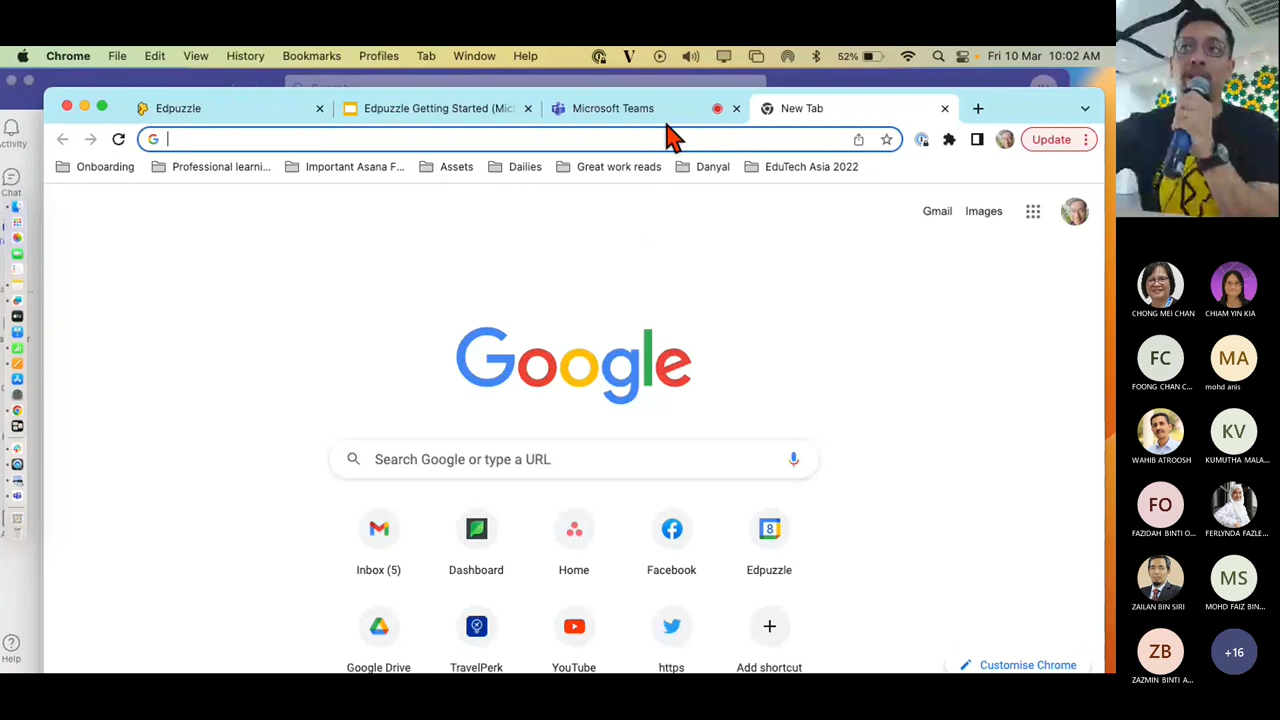 Chrome File Edit View History Bookmarks Profiles Tab Window Help 52% Fri 10 Mar 10:02 AM
Edpuzzle Edpuzzle Getting Started (Mic Microsoft Teams New Tab
Update
Onboarding Professional learni... Important Asana F... Assets Dailies Great work reads Danyal EduTech Asia 2022
Activity
Chat
Gmail Images
Google
Search Google or type a URL
Inbox (5) Dashboard Home Facebook 8 Edpuzzle
Google Drive TravelPerk YouTube https Add shortcut
Customise Chrome
Help
CHONG MEI CHAN CHIAM YIN KIA
FC MA
FOONG CHAN C... mohd anis
KV
WAHIB ATROOSH KUMUTHA MALA...
FO
FAZIDAH BINTI O... FERLYNDA FAZLE...
MS
ZAILAN BIN SIRI MOHD FAIZ BIN...
ZB +16
ZAZMIN BINTI A...